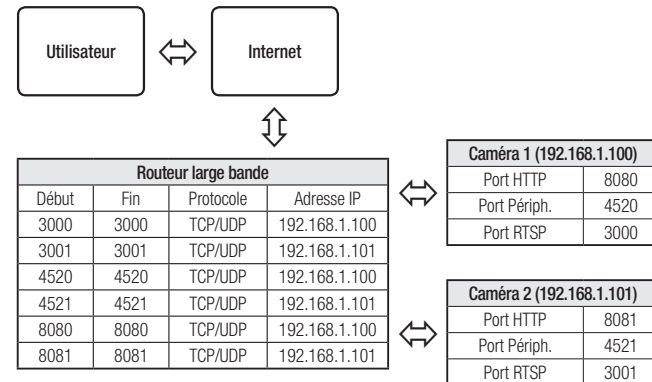 Utilisateur
Internet
Routeur large bande
Début Fin Protocole Adresse IP
3000 3000 TCP/UDP 192.168.1.100
3001 3001 TCP/UDP 192.168.1.101
4520 4520 TCP/UDP 192.168.1.100
4521 4521 TCP/UDP 192.168.1.101
8080 8080 TCP/UDP 192.168.1.100
8081 8081 TCP/UDP 192.168.1.101
Caméra 1 (192.168.1.100)
Port HTTP 8080
Port Périph. 4520
Port RTSP 3000
Caméra 2 (192.168.1.101)
Port HTTP 8081
Port Périph. 4521
Port RTSP 3001